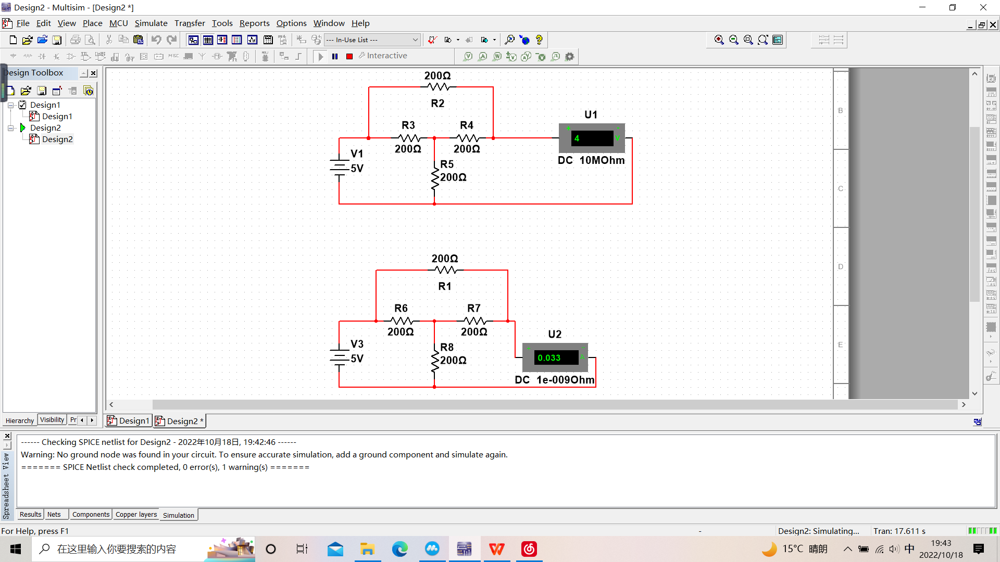 Design2 - Multisim - [Design2 *]
File Edit View Place MCU Simulate Transfer Tools Reports Options Window Help
--- In-Use List ---
MISC
Interactive
Design Toolbox
Design1
Design1
Design2
Design2
Hierarchy Visibility Pr
200Ω
R2
R3
200Ω
R4
200Ω
V1
5V
R5
200Ω
U1
+ -
4 V
DC 10MOhm
200Ω
R1
R6
200Ω
R7
200Ω
V3
5V
R8
200Ω
U2
+ -
0.033 A
DC 1e-009Ohm
B
C
D
E
Design1 Design2 *
Spreadsheet View
------ Checking SPICE netlist for Design2 - 2022年10月18日, 19:42:46 ------
Warning: No ground node was found in your circuit. To ensure accurate simulation, add a ground component and simulate again.
======= SPICE Netlist check completed, 0 error(s), 1 warning(s) =======
Results Nets Components Copper layers Simulation
For Help, press F1
-
Design2: Simulating...
Tran: 17.611 s
在这里输入你要搜索的内容
15°C 晴朗
中
19:43
2022/10/18